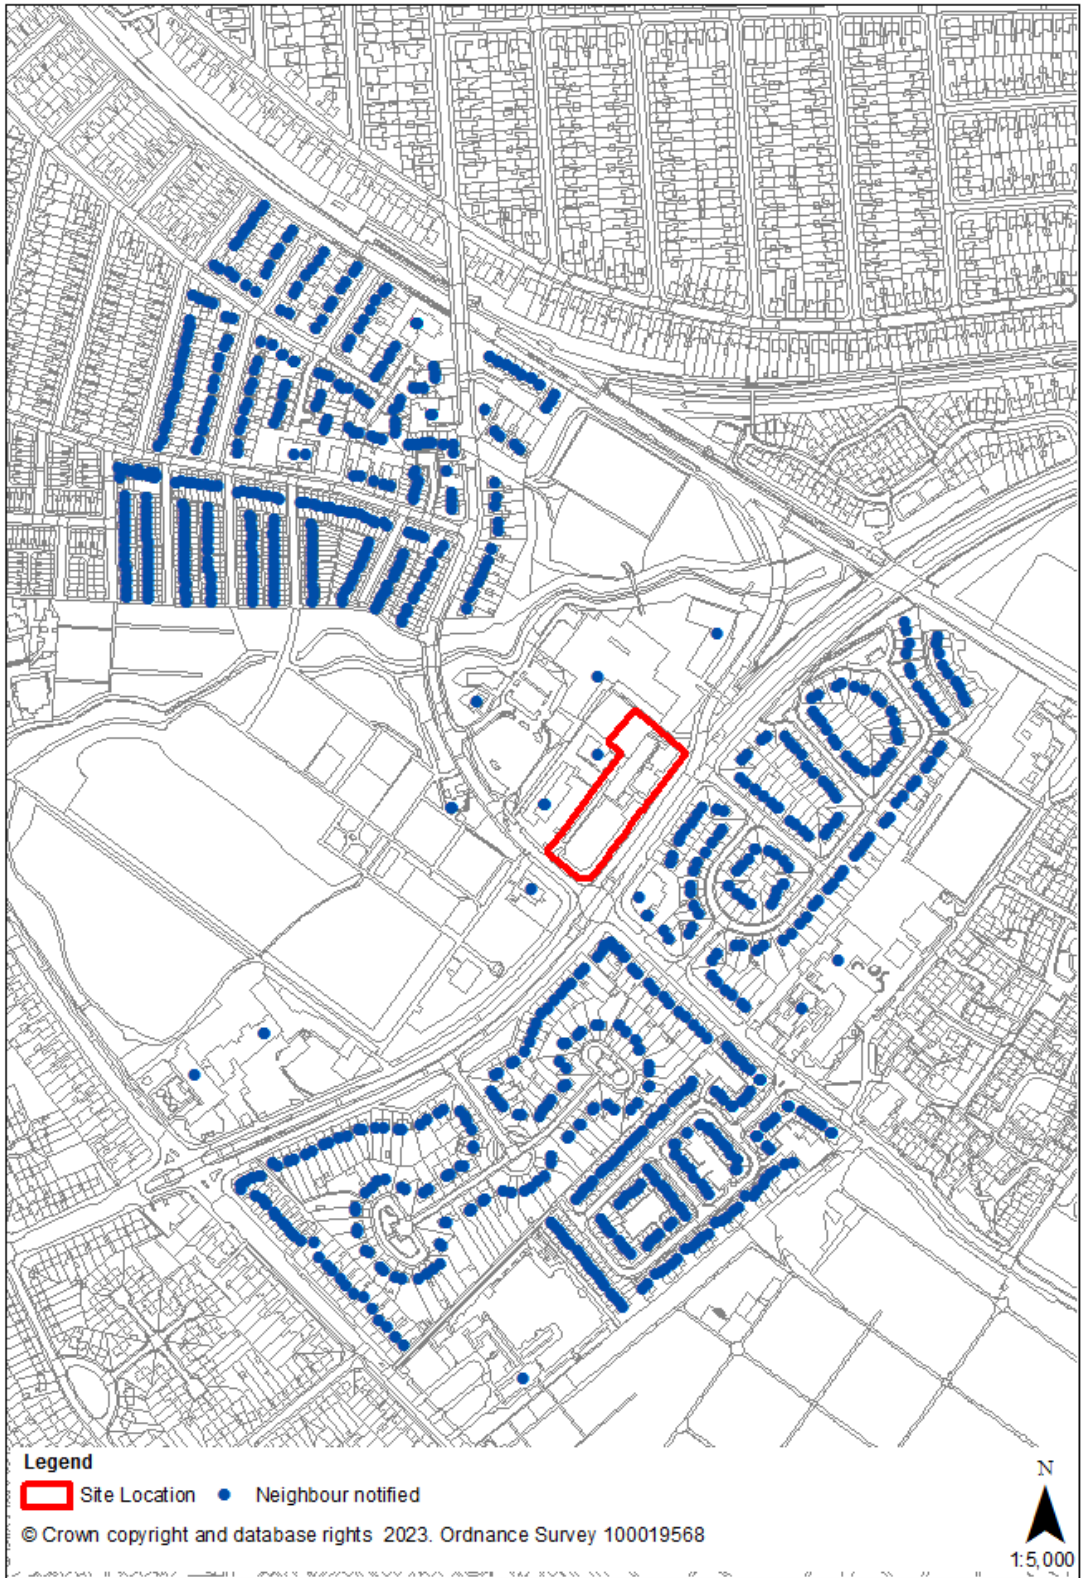 Legend
Site Location
Neighbour notified
© Crown copyright and database rights 2023. Ordnance Survey 100019568
N
1:5,000